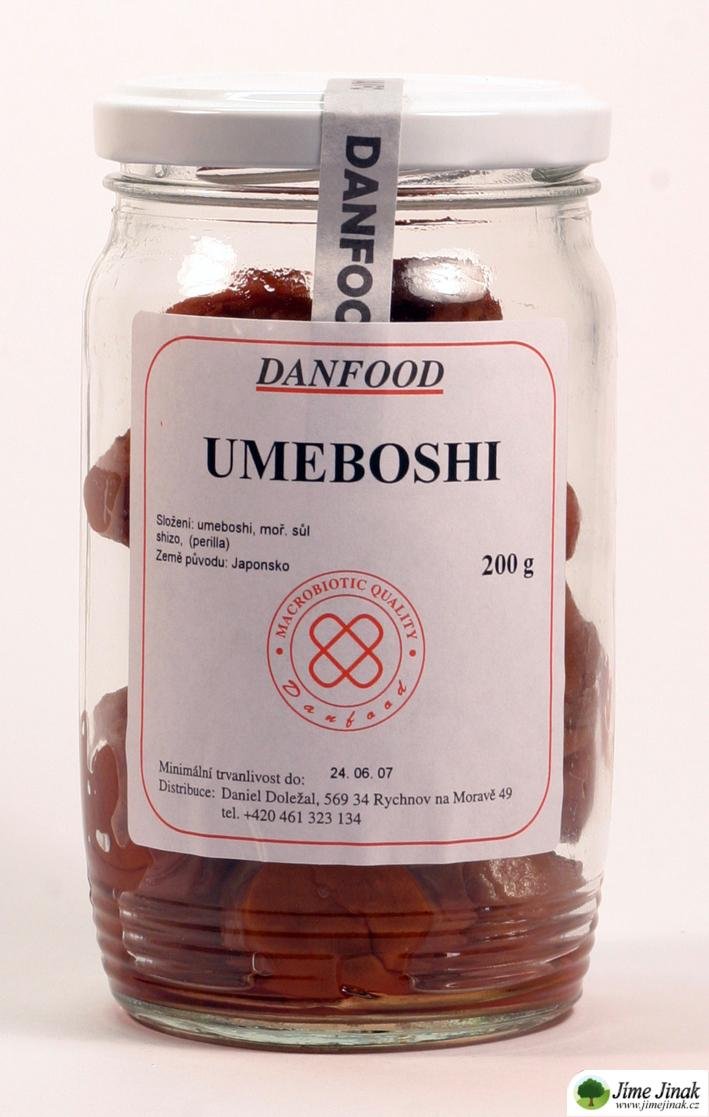 DANFOO
DANFOOD
UMEBOSHI
Složení: umeboshi, moř. sůl
shizo, (perilla)
Země původu: Japonsko
200 g
MACROBIOTIC QUALITY
Danfood
Minimální trvanlivost do: 24. 06. 07
Distribuce: Daniel Doležal, 569 34 Rychnov na Moravě 49
tel. +420 461 323 134
Jíme Jinak
www.jimejinak.cz